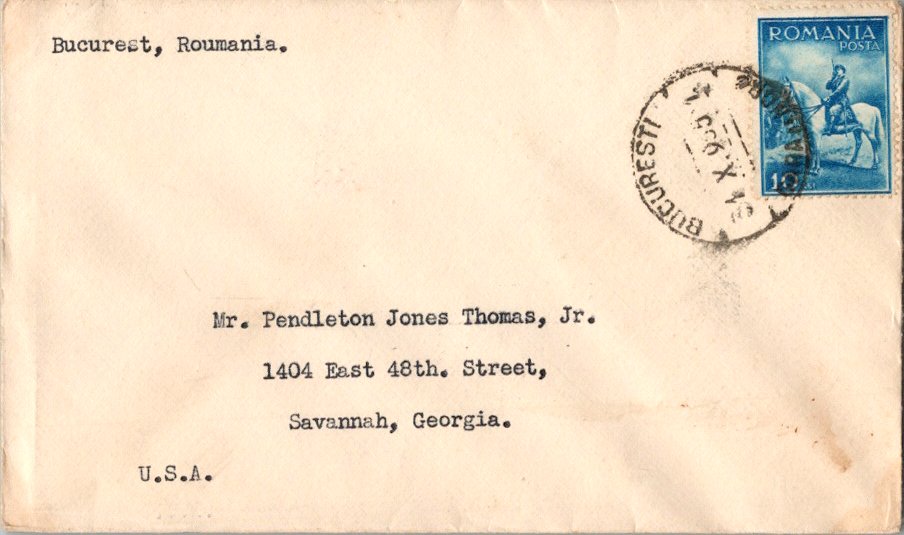 Bucurest, Roumania.
ROMANIA
POSTA
BUCURESTI
Mr. Pendleton Jones Thomas, Jr.
1404 East 48th. Street,
Savannah, Georgia.
U.S.A.